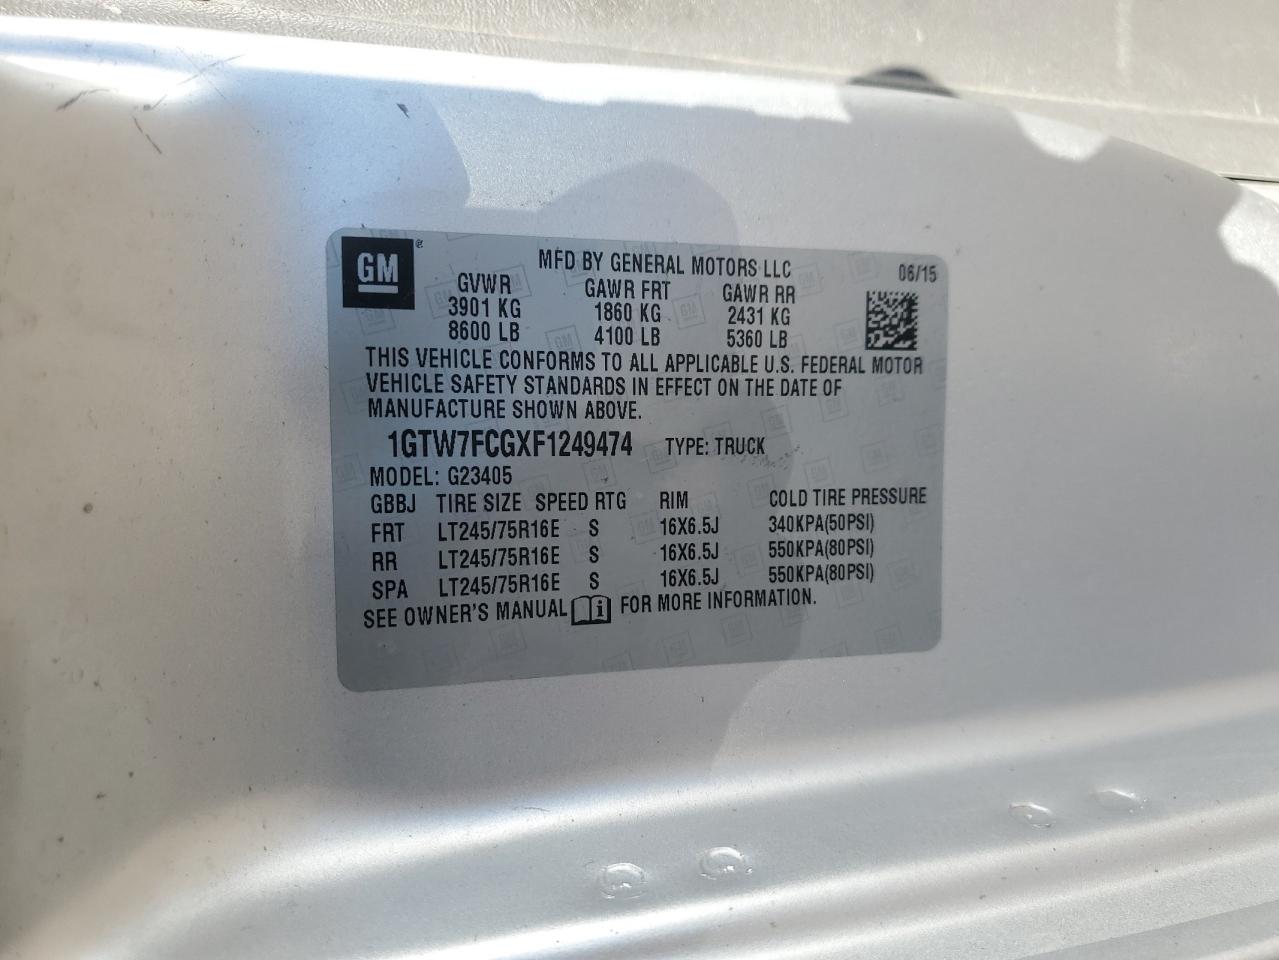 GM®
MFD BY GENERAL MOTORS LLC 06/15
GVWR GAWR FRT GAWR RR
3901 KG 1860 KG 2431 KG
8600 LB 4100 LB 5360 LB
THIS VEHICLE CONFORMS TO ALL APPLICABLE U.S. FEDERAL MOTOR
VEHICLE SAFETY STANDARDS IN EFFECT ON THE DATE OF
MANUFACTURE SHOWN ABOVE.
1GTW7FCGXF1249474 TYPE: TRUCK
MODEL: G23405
GBBJ TIRE SIZE SPEED RTG RIM COLD TIRE PRESSURE
FRT LT245/75R16E S 16X6.5J 340KPA(50PSI)
RR LT245/75R16E S 16X6.5J 550KPA(80PSI)
SPA LT245/75R16E S 16X6.5J 550KPA(80PSI)
SEE OWNER'S MANUAL FOR MORE INFORMATION.